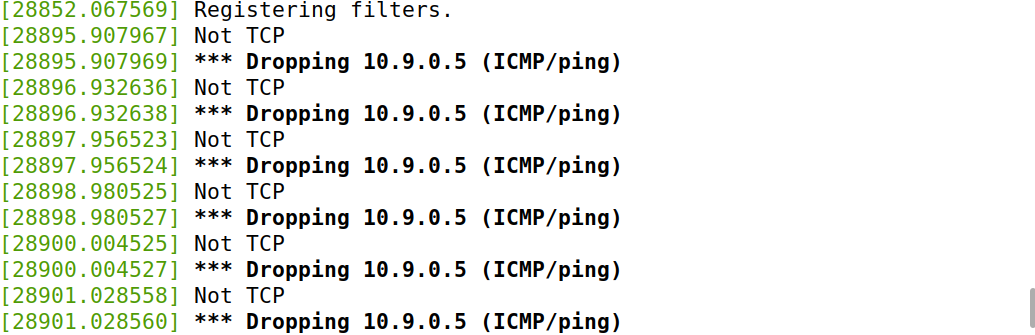 [28852.067569] Registering filters.
[28895.907967] Not TCP
[28895.907969] *** Dropping 10.9.0.5 (ICMP/ping)
[28896.932636] Not TCP
[28896.932638] *** Dropping 10.9.0.5 (ICMP/ping)
[28897.956523] Not TCP
[28897.956524] *** Dropping 10.9.0.5 (ICMP/ping)
[28898.980525] Not TCP
[28898.980527] *** Dropping 10.9.0.5 (ICMP/ping)
[28900.004525] Not TCP
[28900.004527] *** Dropping 10.9.0.5 (ICMP/ping)
[28901.028558] Not TCP
[28901.028560] *** Dropping 10.9.0.5 (ICMP/ping)